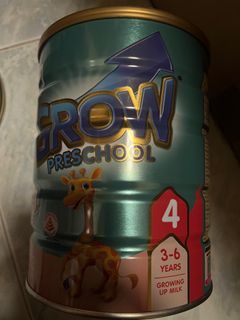 GROW
PRESCHOOL
4
3-6
YEARS
GROWING
UP MILK